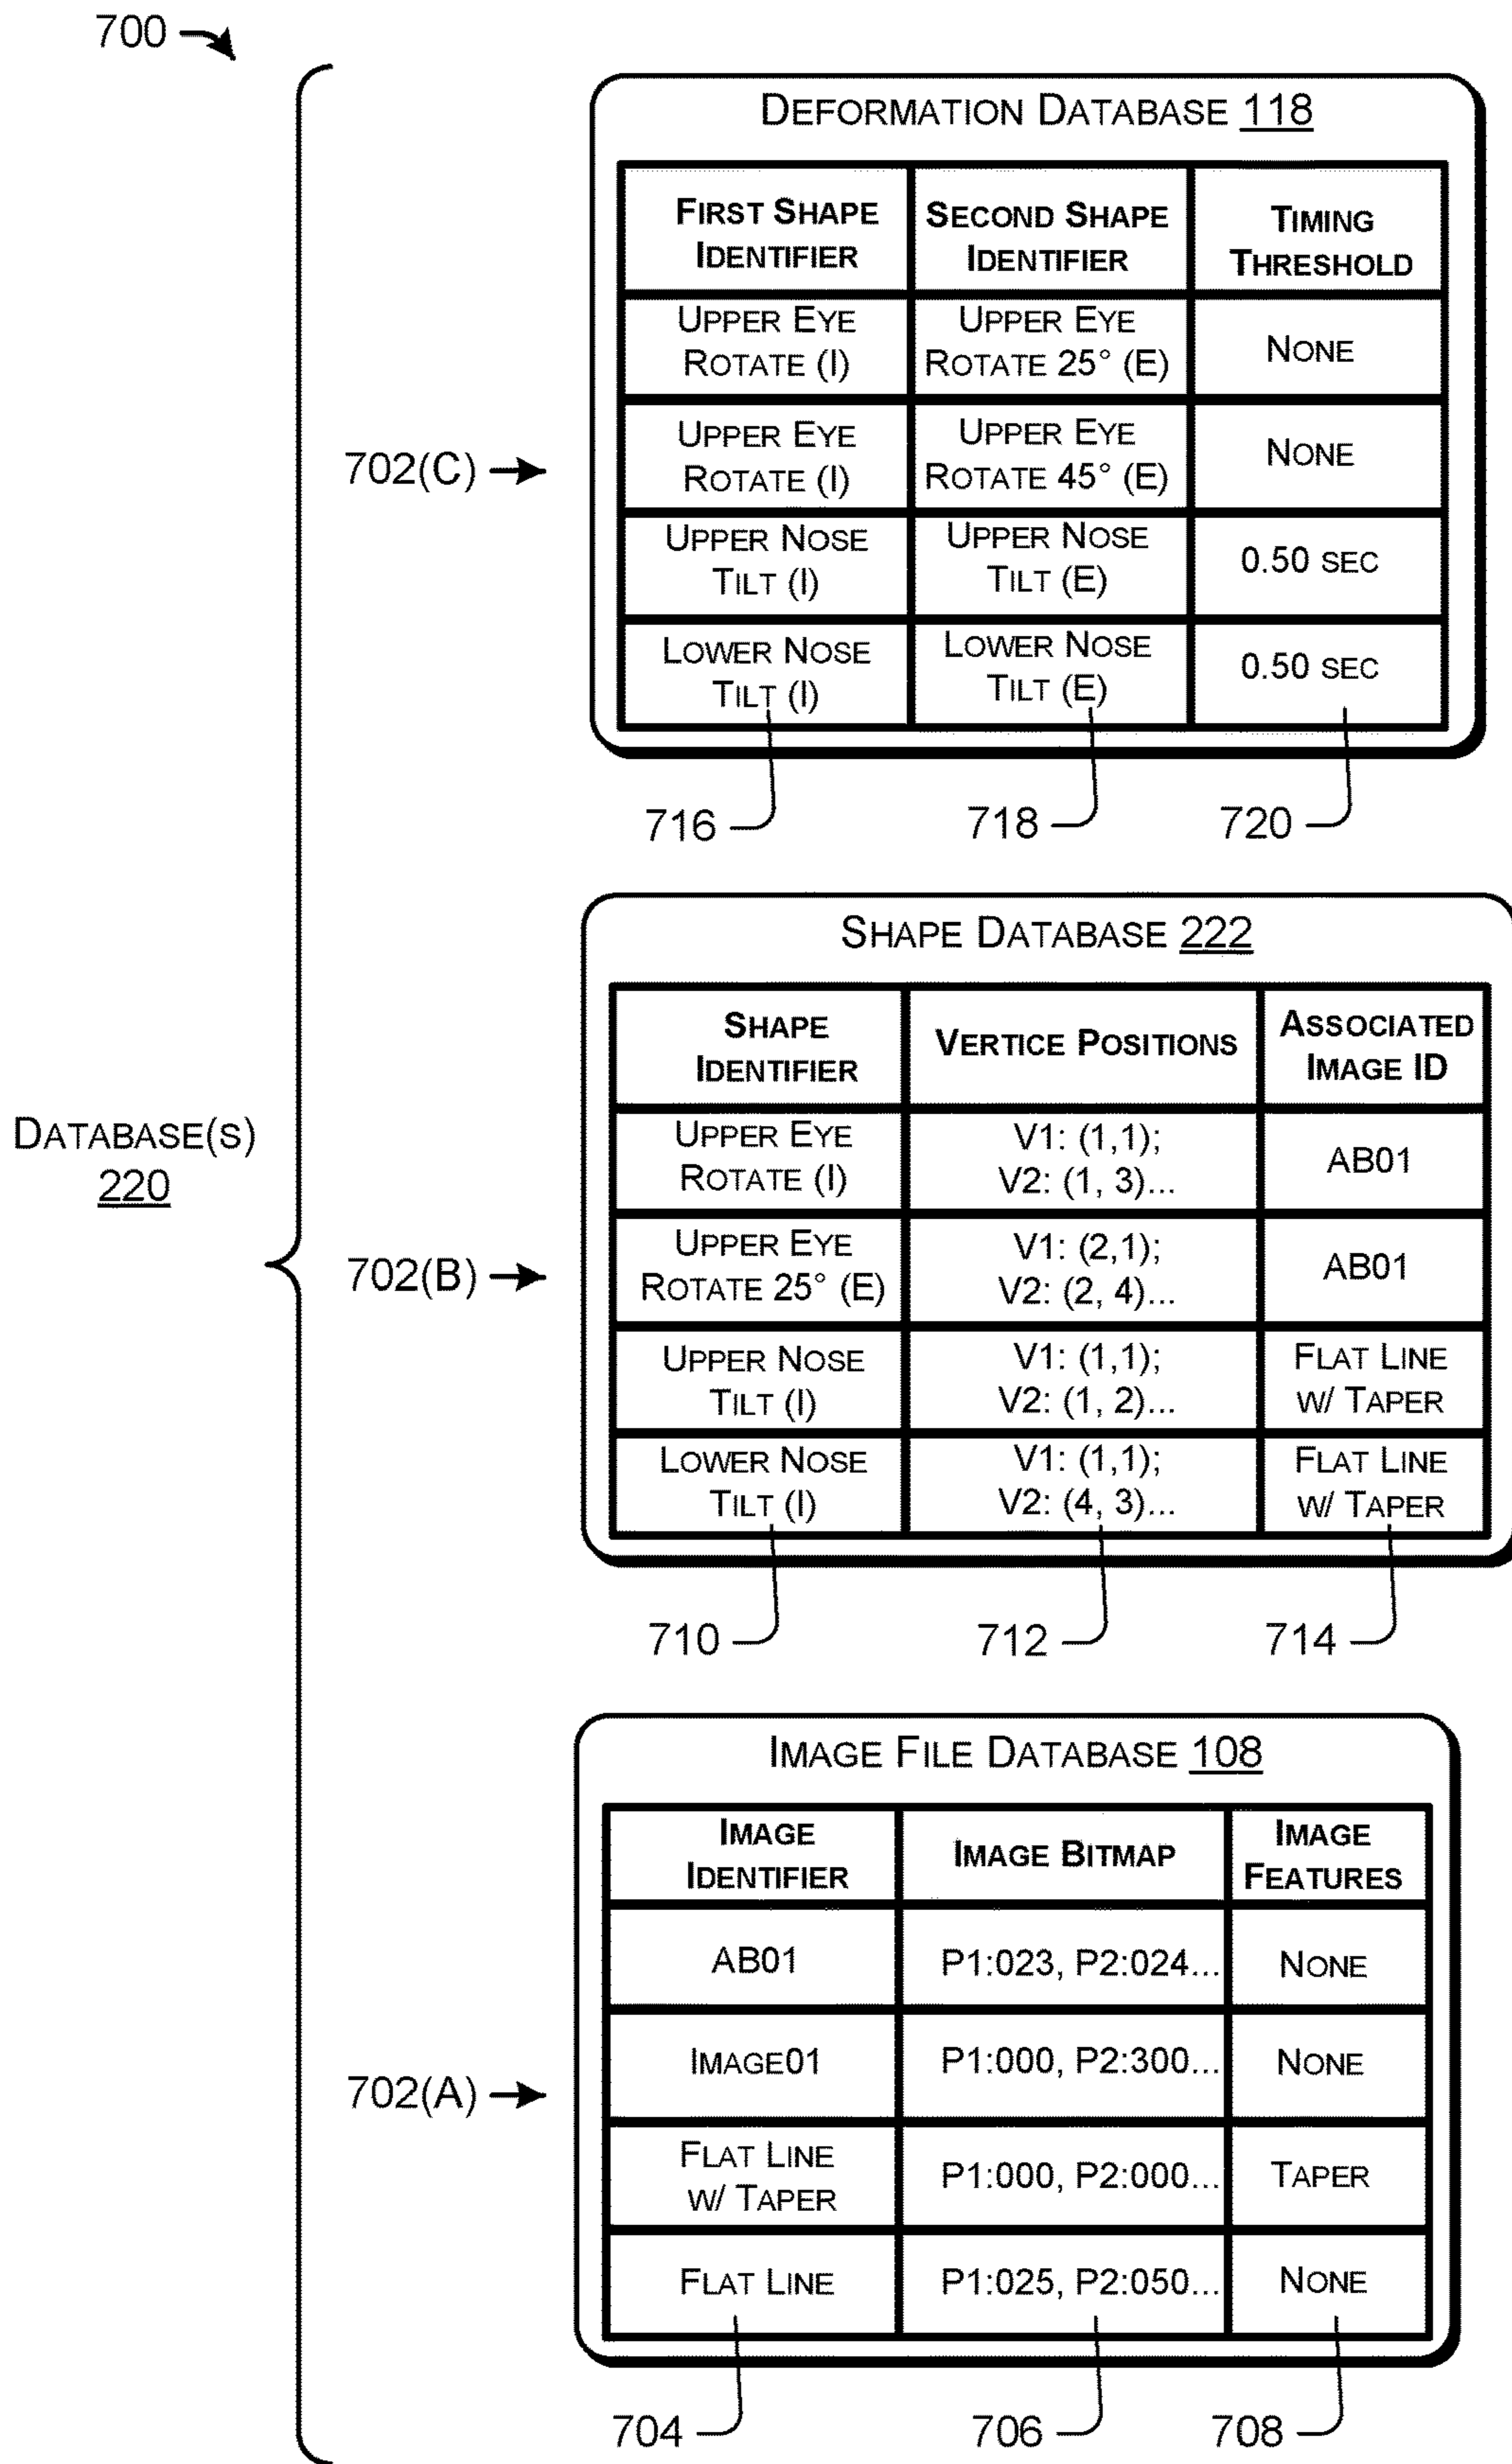 700
DEFORMATION DATABASE 118
FIRST SHAPE IDENTIFIER
SECOND SHAPE IDENTIFIER
TIMING THRESHOLD
UPPER EYE ROTATE (I)
UPPER EYE ROTATE 25° (E)
NONE
702(C)
UPPER EYE ROTATE (I)
UPPER EYE ROTATE 45° (E)
NONE
UPPER NOSE TILT (I)
UPPER NOSE TILT (E)
0.50 SEC
LOWER NOSE TILT (I)
LOWER NOSE TILT (E)
0.50 SEC
716
718
720
SHAPE DATABASE 222
SHAPE IDENTIFIER
VERTICE POSITIONS
ASSOCIATED IMAGE ID
DATABASE(S)
220
UPPER EYE ROTATE (I)
V1: (1,1);
V2: (1, 3)...
AB01
702(B)
UPPER EYE ROTATE 25° (E)
V1: (2,1);
V2: (2, 4)...
AB01
UPPER NOSE TILT (I)
V1: (1,1);
V2: (1, 2)...
FLAT LINE W/ TAPER
LOWER NOSE TILT (I)
V1: (1,1);
V2: (4, 3)...
FLAT LINE W/ TAPER
710
712
714
IMAGE FILE DATABASE 108
IMAGE IDENTIFIER
IMAGE BITMAP
IMAGE FEATURES
AB01
P1:023, P2:024...
NONE
702(A)
IMAGE01
P1:000, P2:300...
NONE
FLAT LINE W/ TAPER
P1:000, P2:000...
TAPER
FLAT LINE
P1:025, P2:050...
NONE
704
706
708